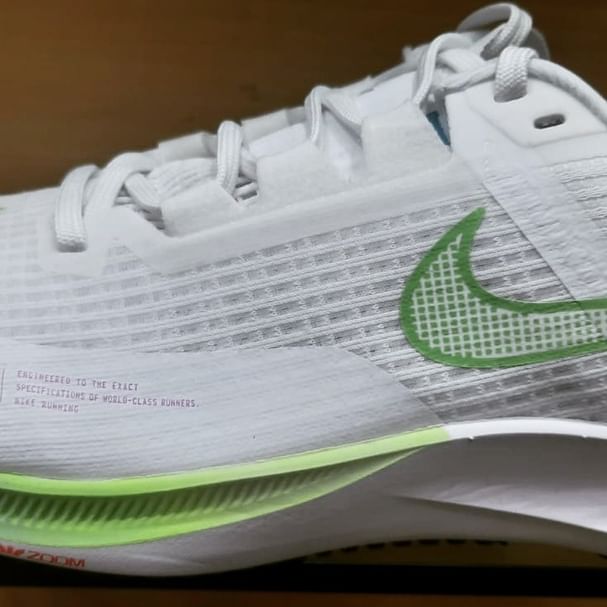 ENGINEERED TO THE EXACT
SPECIFICATIONS OF WORLD-CLASS RUNNERS.
NIKE RUNNING
ZOOM